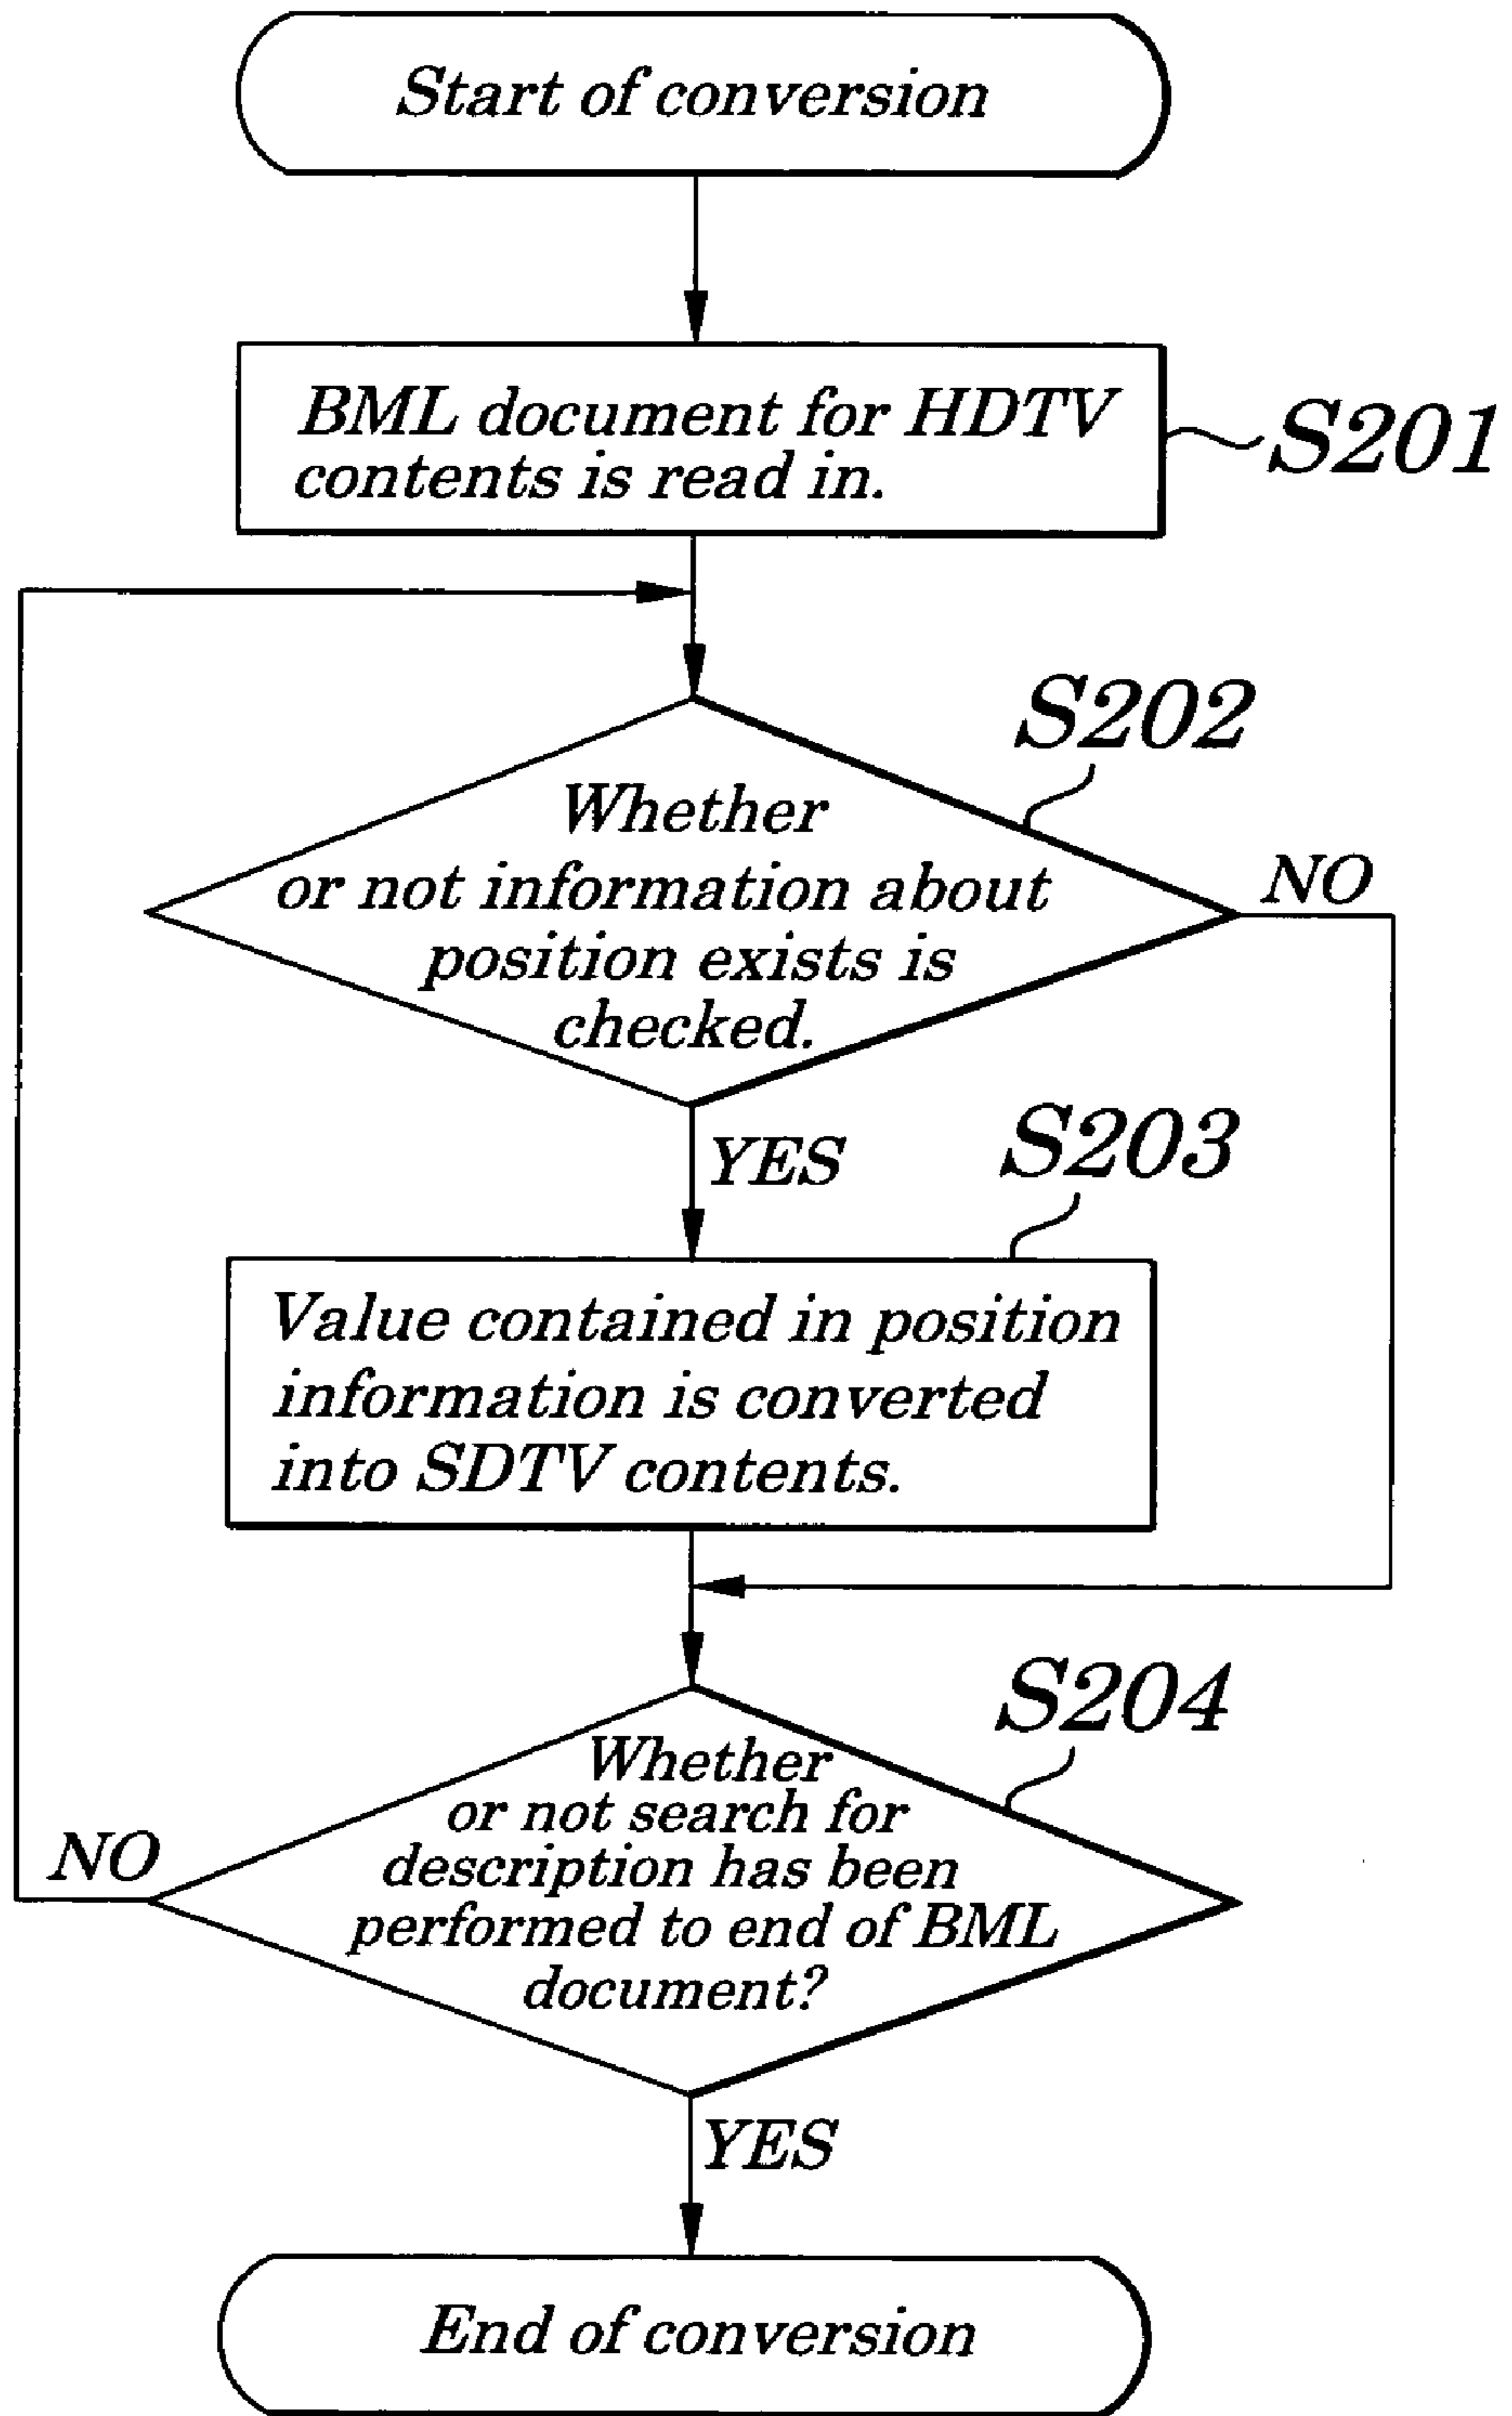 Start of conversion
BML document for HDTV
contents is read in.
S201
S202
Whether
or not information about
position exists is
checked.
NO
YES
S203
Value contained in position
information is converted
into SDTV contents.
S204
Whether
or not search for
description has been
performed to end of BML
document?
NO
YES
End of conversion